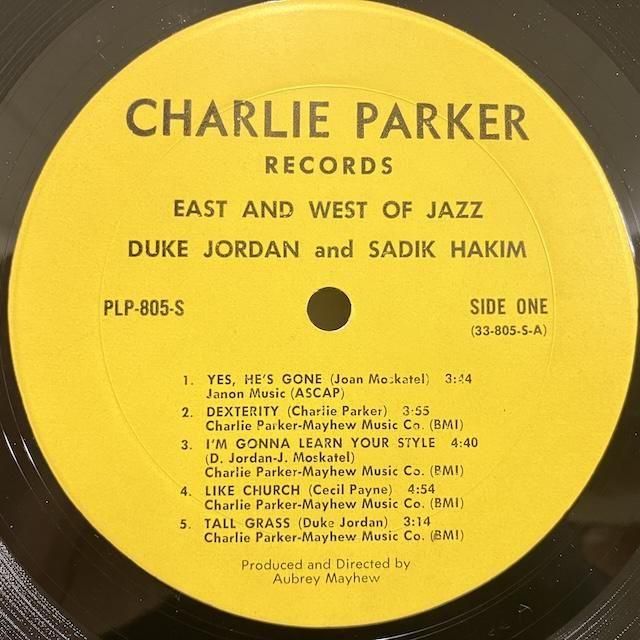 CHARLIE PARKER
RECORDS
EAST AND WEST OF JAZZ
DUKE JORDAN and SADIK HAKIM
PLP-805-S
SIDE ONE
(33-805-S-A)
1. YES, HE'S GONE (Joan Moskatel) 3:44
Janon Music (ASCAP)
2. DEXTERITY (Charlie Parker) 3:55
Charlie Parker-Mayhew Music Co. (BMI)
3. I'M GONNA LEARN YOUR STYLE 4:40
(D. Jordan-J. Moskatel)
Charlie Parker-Mayhew Music Co. (BMI)
4. LIKE CHURCH (Cecil Payne) 4:54
Charlie Parker-Mayhew Music Co. (BMI)
5. TALL GRASS (Duke Jordan) 3:14
Charlie Parker-Mayhew Music Co. (BMI)
Produced and Directed by
Aubrey Mayhew